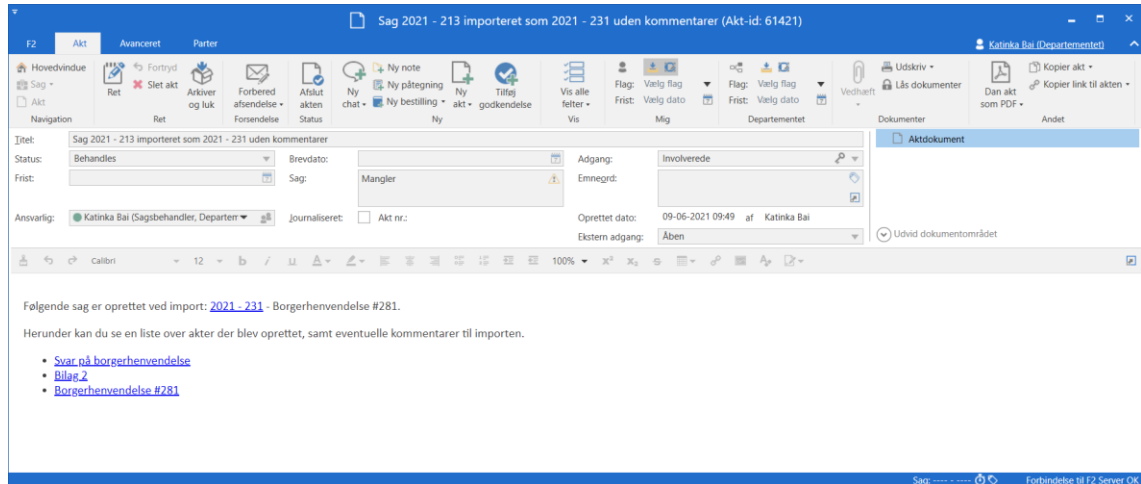 Sag 2021 - 213 importeret som 2021 - 231 uden kommentarer (Akt-id: 61421)
F2 Akt Avanceret Parter Katinka Bai (Departementet)
Hovedvindue
Sag
Akt
Navigation
Ret
Fortryd
Slet akt
Arkiver og luk
Ret
Forbered afsendelse
Forsendelse
Afslut akten
Status
Ny chat
Ny note
Ny påtegning
Ny bestilling
Ny akt
Tilføj godkendelse
Ny
Vis alle felter
Vis
Flag: Vælg flag
Frist: Vælg dato
Mig
Flag: Vælg flag
Frist: Vælg dato
Departementet
Vedhæft
Udskriv
Lås dokumenter
Dokumenter
Dan akt som PDF
Kopier akt
Kopier link til akten
Andet
Titel: Sag 2021 - 213 importeret som 2021 - 231 uden kommentarer
Status: Behandles Brevdato: Adgang: Involverede
Frist: Sag: Mangler Emneord:
Ansvarlig: Katinka Bai (Sagsbehandler, Departem Journaliseret: Akt nr.: Oprettet dato: 09-06-2021 09:49 af Katinka Bai
Ekstern adgang: Åben
Aktdokument
Udvid dokumentområdet
Calibri 12 b i u A 100% x² x₂ S
Følgende sag er oprettet ved import: 2021 - 231 - Borgerhenvendelse #281.
Herunder kan du se en liste over akter der blev oprettet, samt eventuelle kommentarer til importen.
• Svar på borgerhenvendelse
• Bilag 2
• Borgerhenvendelse #281
Sag: ---- - ---- Forbindelse til F2 Server OK